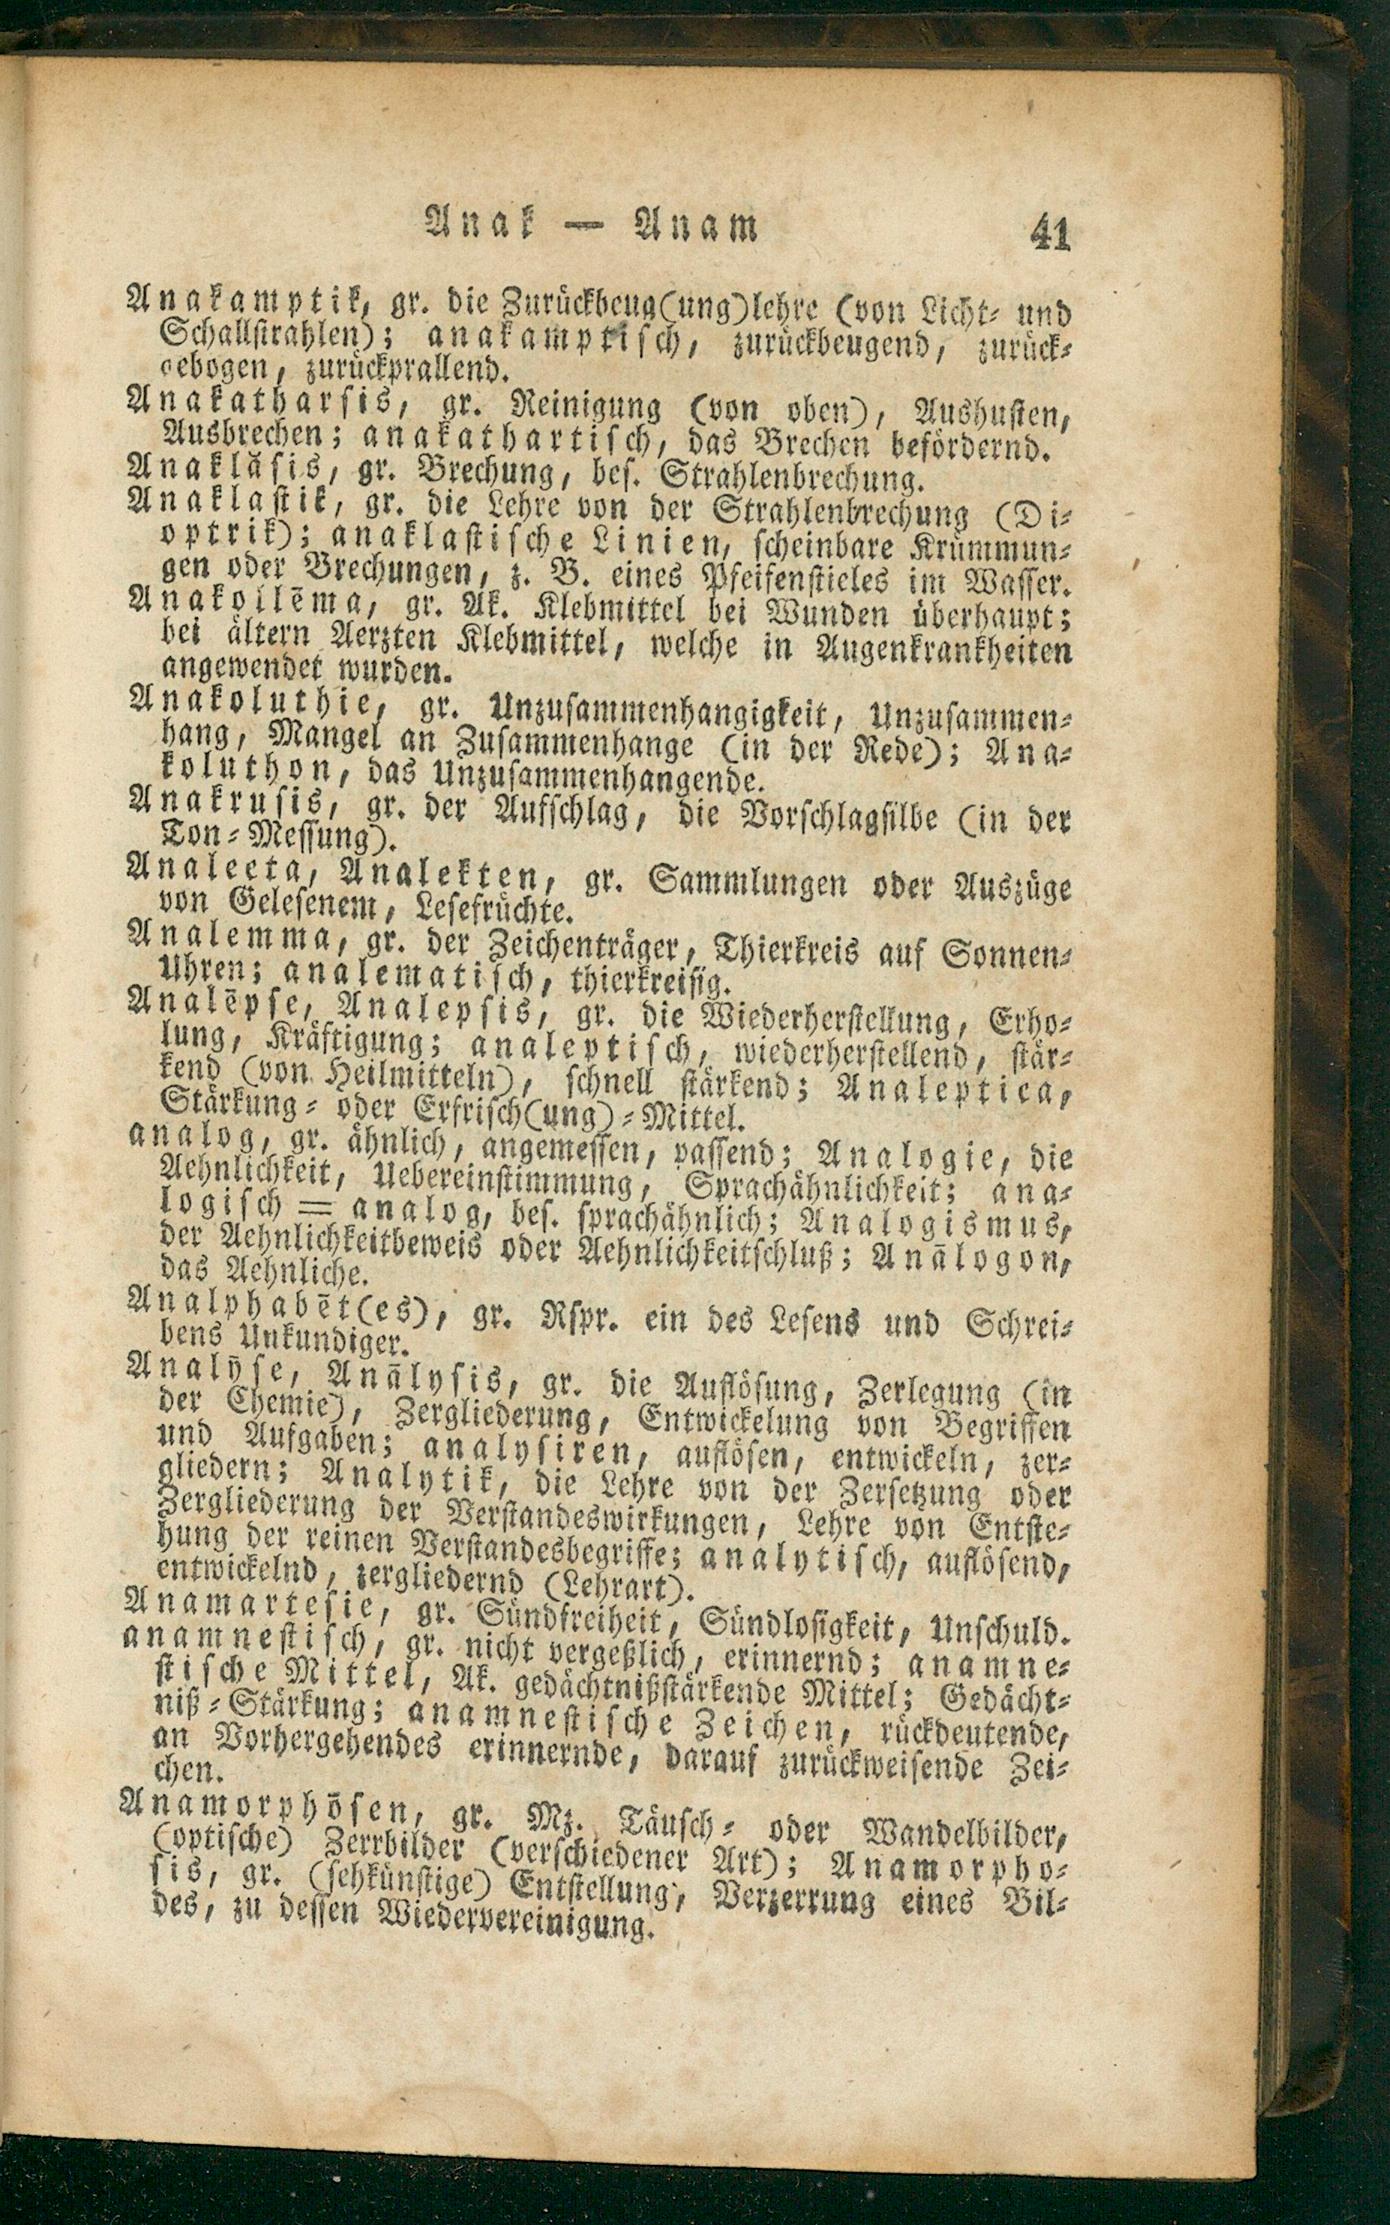 Anak — Anam 41
Anakamptik, gr. die Zurückbeug(ung)lehre (von Licht- und
Schallstrahlen); anakamptisch, zurückbeugend, zurück-
gebogen, zurückprallend.
Anakatharsis, gr. Reinigung (von oben), Aushusten,
Ausbrechen; anakathartisch, das Brechen befördernd.
Anaklăsis, gr. Brechung, bes. Strahlenbrechung.
Anaklastik, gr. die Lehre von der Strahlenbrechung (Di-
optrik); anaklastische Linien, scheinbare Krümmun-
gen oder Brechungen, z. B. eines Pfeifenstieles im Wasser.
Anakollēma, gr. Ak. Klebmittel bei Wunden überhaupt;
bei ältern Aerzten Klebmittel, welche in Augenkrankheiten
angewendet wurden.
Anakoluthie, gr. Unzusammenhangigkeit, Unzusammen-
hang, Mangel an Zusammenhange (in der Rede); Ana-
koluthon, das Unzusammenhangende.
Anakrusis, gr. der Aufschlag, die Vorschlagsilbe (in der
Ton-Messung).
Analecta, Analekten, gr. Sammlungen oder Auszüge
von Gelesenem, Lesefrüchte.
Analemma, gr. der Zeichenträger, Thierkreis auf Sonnen-
Uhren; analematisch, thierkreisig.
Analēpse, Analepsis, gr. die Wiederherstellung, Erho-
lung, Kräftigung; analeptisch, wiederherstellend, stär-
kend (von Heilmitteln), schnell stärkend; Analeptica,
Stärkung- oder Erfrisch(ung)-Mittel.
analog, gr. ähnlich, angemessen, passend; Analogie, die
Aehnlichkeit, Uebereinstimmung, Sprachähnlichkeit; ana-
logisch = analog, bes. sprachähnlich; Analogismus,
der Aehnlichkeitbeweis oder Aehnlichkeitschluß; Anālogon,
das Aehnliche.
Analphabēt(es), gr. Rspr. ein des Lesens und Schrei-
bens Unkundiger.
Analȳse, Anālysis, gr. die Auflösung, Zerlegung (in
der Chemie), Zergliederung, Entwickelung von Begriffen
und Aufgaben; analysiren, auflösen, entwickeln, zer-
gliedern; Analytik, die Lehre von der Zersetzung oder
Zergliederung der Verstandeswirkungen, Lehre von Entste-
hung der reinen Verstandesbegriffe; analytisch, auflösend,
entwickelnd, zergliedernd (Lehrart).
Anamartesie, gr. Sündfreiheit, Sündlosigkeit, Unschuld.
anamnestisch, gr. nicht vergeßlich, erinnernd; anamne-
stische Mittel, Ak. gedächtnißstärkende Mittel; Gedächt-
niß-Stärkung; anamnestische Zeichen, rückdeutende,
an Vorhergehendes erinnernde, darauf zurückweisende Zei-
chen.
Anamorphōsen, gr. Mz. Täusch- oder Wandelbilder,
(optische) Zerrbilder (verschiedener Art); Anamorpho-
sis, gr. (sehkünstige) Entstellung, Verzerrung eines Bil-
des, zu dessen Wiedervereinigung.